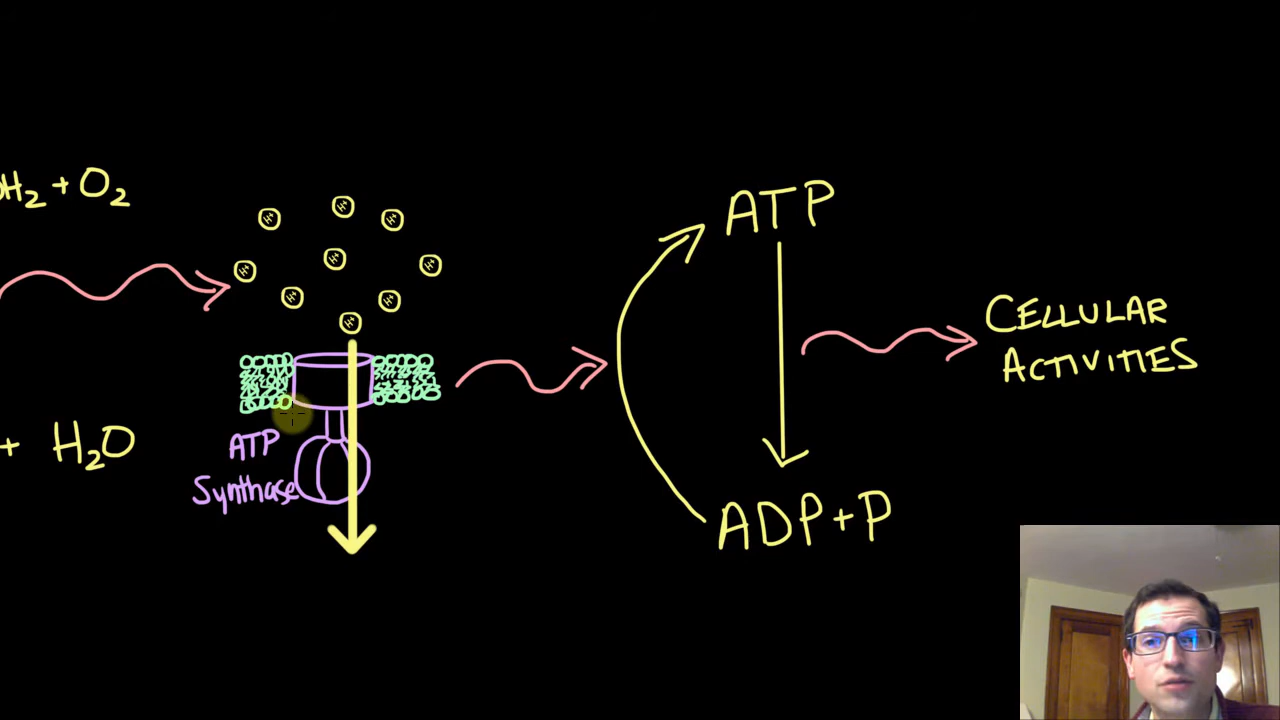 H₂ + O₂
H⁺
H⁺
H⁺
H⁺
H⁺
H⁺
H⁺
H⁺
H⁺
ATP
CELLULAR
ACTIVITIES
+ H₂O
ATP
Synthase
ADP+P